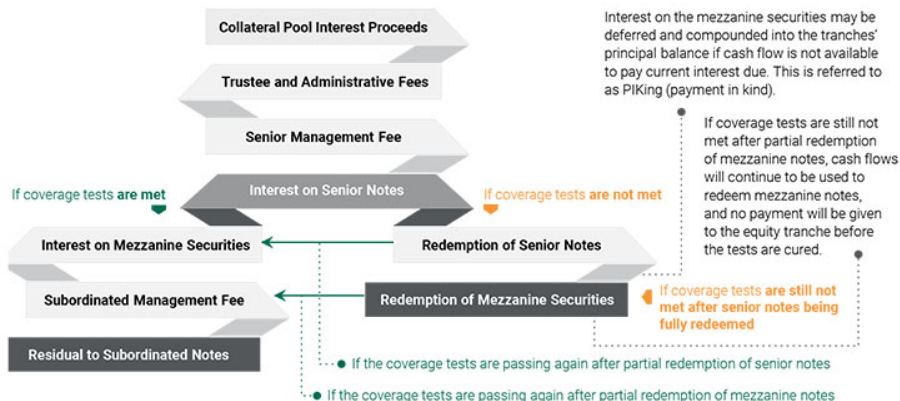 Collateral Pool Interest Proceeds
Trustee and Administrative Fees
Senior Management Fee
Interest on Senior Notes
If coverage tests are met
If coverage tests are not met
Interest on Mezzanine Securities
Redemption of Senior Notes
Subordinated Management Fee
Redemption of Mezzanine Securities
Residual to Subordinated Notes
Interest on the mezzanine securities may be
deferred and compounded into the tranches’
principal balance if cash flow is not available
to pay current interest due. This is referred to
as PIKing (payment in kind).
If coverage tests are still not
met after partial redemption
of mezzanine notes, cash flows
will continue to be used to
redeem mezzanine notes,
and no payment will be given
to the equity tranche before
the tests are cured.
If coverage tests are still not
met after senior notes being
fully redeemed
If the coverage tests are passing again after partial redemption of senior notes
If the coverage tests are passing again after partial redemption of mezzanine notes